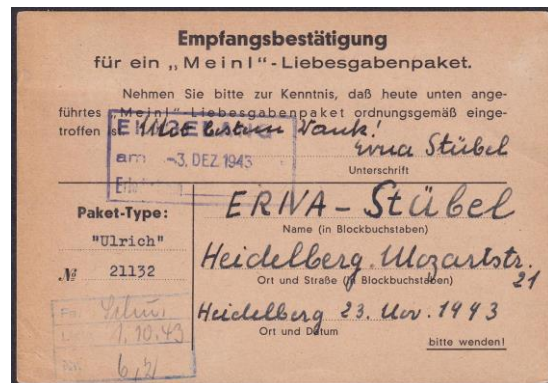 Empfangsbestätigung
für ein „Meinl"-Liebesgabenpaket.
Nehmen Sie bitte zur Kenntnis, daß heute unten ange-
führtes „Meinl"-Liebesgabenpaket ordnungsgemäß einge-
troffen ist.
Mit bestem Dank!
am -3. DEZ 1943
Erna Stübel
Unterschrift
Paket-Type:
"Ulrich"
№ 21132
1.10.43
ERNA - Stübel
Name (in Blockbuchstaben)
Heidelberg. Mozartstr. 21
Ort und Straße (in Blockbuchstaben)
Heidelberg 23. Nov. 1943
Ort und Datum
bitte wenden!